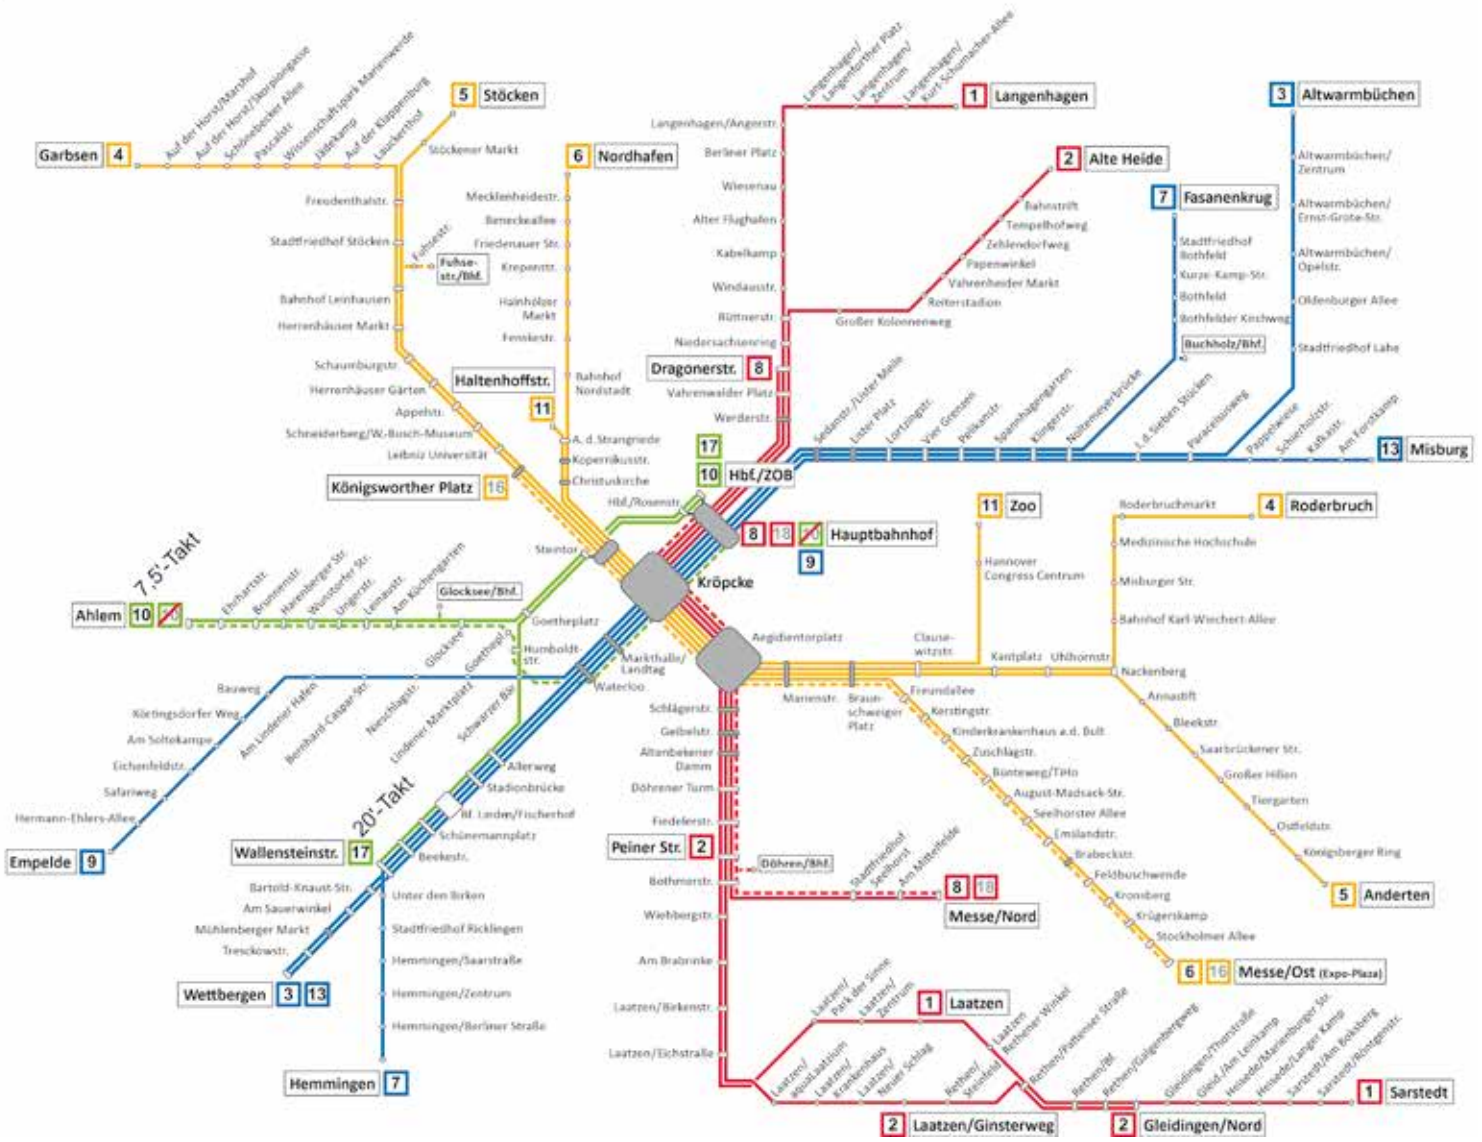 Garbsen 4
Auf der Horst/Marshof
Auf der Horst/Skorpiongasse
Schönebecker Allee
Pascalstr.
Wissenschaftspark Marienwerde
Jädekamp
Auf der Klappenburg
Lauckerthof
5 Stöcken
Stöckener Markt
Freudenthalstr.
Stadtfriedhof Stöcken
Fuhsestr.
Fuhse-
str./Bhf.
Bahnhof Leinhausen
Herrenhäuser Markt
Schaumburgstr
Herrenhäuser Gärten
Appelstr.
Schneiderberg/W.-Busch-Museum
Leibniz Universität
Königsworther Platz 16
6 Nordhafen
Mecklenheidestr.
Beneckeallee
Friedenauer Str.
Krepenstr.
Hainhölzer
Markt
Fenskestr.
Bahnhof
Nordstadt
Haltenhoffstr.
11
A. d. Strangriede
Kopernikusstr.
Christuskirche
Langenhagen/
Langenforther Platz
Langenhagen/
Zentrum
Langenhagen/
Kurt-Schumacher-Allee
1 Langenhagen
Langenhagen/Angerstr.
Berliner Platz
Wiesenau
Alter Flughafen
Kabelkamp
Windausstr.
Büttnerstr.
Niedersachsenring
Dragonerstr. 8
Vahrenwalder Platz
Werderstr.
2 Alte Heide
Bahnstrift
Tempelhofweg
Zehlendorfweg
Papenwinkel
Vahrenheider Markt
Reiterstadion
Großer Kolonnenweg
7 Fasanenkrug
Stadtfriedhof
Bothfeld
Kurze-Kamp-Str.
Bothfeld
Bothfelder Kirchweg
Buchholz/Bhf.
3 Altwarmbüchen
Altwarmbüchen/
Zentrum
Altwarmbüchen/
Ernst-Grote-Str.
Altwarmbüchen/
Opelstr.
Oldenburger Allee
Stadtfriedhof Lahe
Sedanstr./Lister Meile
Lister Platz
Lortzingstr.
Vier Grenzen
Pelikanstr.
Spannhagengarten
Klingerstr.
Noltemeyerbrücke
I. d. Sieben Stücken
Paracelsusweg
Pappelwiese
Schierholzstr.
Kafkastr.
Am Forstkamp
13 Misburg
17
10 Hbf./ZOB
Hbf./Rosenstr.
8 18 10 Hauptbahnhof
9
Steintor
Kröpcke
Aegidientorplatz
11 Zoo
Hannover
Congress Centrum
Clause-
witzstr.
4 Roderbruch
Roderbruchmarkt
Medizinische Hochschule
Misburger Str.
Bahnhof Karl-Wiechert-Allee
Kantplatz
Uhlhornstr.
Nackenberg
Annastift
Bleekstr.
Saarbrückener Str.
Großer Hillen
Tiergarten
Ostfeldstr.
Königsberger Ring
5 Anderten
Marienstr.
Braun-
schweiger
Platz
Freundallee
Kerstingstr.
Kinderkrankenhaus a.d. Bult
Zuschlagstr.
Bünteweg/TiHo
August-Madsack-Str.
Seelhorster Allee
Emslandstr.
Brabeckstr.
Feldbuschwende
Kronsberg
Krügerskamp
Stockholmer Allee
6 16 Messe/Ost (Expo-Plaza)
7,5'-Takt
Ahlem 10 10
Ehrhartstr.
Brunnenstr.
Harenberger Str.
Wunstorfer Str.
Ungerstr.
Leinaustr.
Am Küchengarten
Glocksee/Bhf.
Glocksee
Goethepl.
Goetheplatz
Humboldt-
str.
Markthalle/
Landtag
Waterloo
Bauweg
Körtingsdorfer Weg
Am Soltekampe
Eichenfeldstr.
Safariweg
Hermann-Ehlers-Allee
Empelde 9
Am Lindener Hafen
Bernhard-Caspar-Str.
Nieschlagstr.
Lindener Marktplatz
Schwarzer Bär
Allerweg
Stadionbrücke
Bf. Linden/Fischerhof
Schünemannplatz
Beekestr.
20'-Takt
Wallensteinstr. 17
Bartold-Knaust-Str.
Am Sauerwinkel
Mühlenberger Markt
Tresckowstr.
Wettbergen 3 13
Unter den Birken
Stadtfriedhof Ricklingen
Hemmingen/Saarstraße
Hemmingen/Zentrum
Hemmingen/Berliner Straße
Hemmingen 7
Schlägerstr.
Geibelstr.
Altenbekener
Damm
Döhrener Turm
Fiedelerstr.
Peiner Str. 2
Döhren/Bhf.
Bothmerstr.
Stadtfriedhof
Seelhorst
Am Mittelfelde
8 18
Messe/Nord
Wiehbergstr.
Am Brabrinke
Laatzen/Birkenstr.
Laatzen/Eichstraße
Laatzen/
Park der Sinne
Laatzen/
Zentrum
1 Laatzen
Laatzen
Rethener Winkel
Laatzen/
aquaLaatzium
Laatzen/
Krankenhaus
Laatzen/
Neuer Schlag
Rethen/
Steinfeld
Rethen/Pattenser Straße
Rethen/Bf.
Rethen/Galgenbergweg
Gleidingen/Thorstraße
Gleid./Am Leinkamp
Heisede/Marienburger Str.
Heisede/Langer Kamp
Sarstedt/Am Boksberg
Sarstedt/Röntgenstr.
1 Sarstedt
2 Laatzen/Ginsterweg
2 Gleidingen/Nord